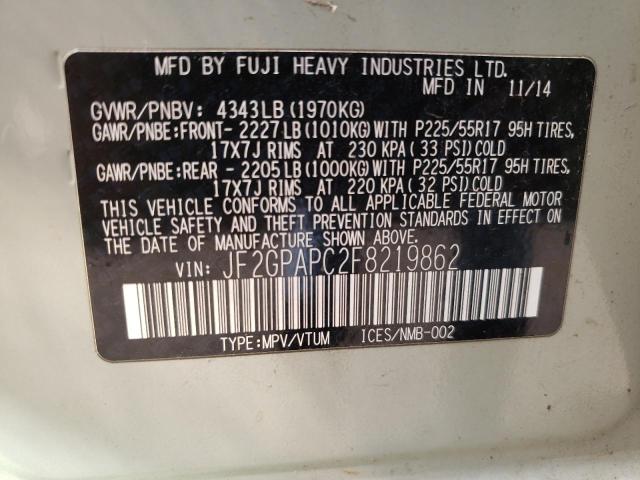 MFD BY FUJI HEAVY INDUSTRIES LTD.
MFD IN 11/14
GVWR/PNBV: 4343LB(1970KG)
GAWR/PNBE:FRONT-2227LB(1010KG)WITH P225/55R17 95H TIRES,
17X7J RIMS AT 230 KPA(33 PSI)COLD
GAWR/PNBE:REAR -2205LB(1000KG)WITH P225/55R17 95H TIRES,
17X7J RIMS AT 220 KPA(32 PSI)COLD
THIS VEHICLE CONFORMS TO ALL APPLICABLE FEDERAL MOTOR
VEHICLE SAFETY AND THEFT PREVENTION STANDARDS IN EFFECT ON
THE DATE OF MANUFACTURE SHOWN ABOVE.
VIN: JF2GPAPC2F8219862
TYPE:MPV/VTUM ICES/NMB-002